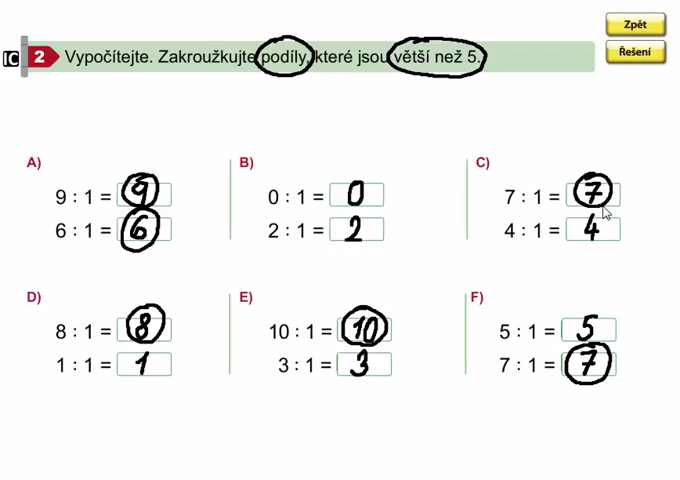 Zpět
Řešení
2 Vypočítejte. Zakroužkujte podíly, které jsou větší než 5.
A)
9 : 1 = 9
6 : 1 = 6
B)
0 : 1 = 0
2 : 1 = 2
C)
7 : 1 = 7
4 : 1 = 4
D)
8 : 1 = 8
1 : 1 = 1
E)
10 : 1 = 10
3 : 1 = 3
F)
5 : 1 = 5
7 : 1 = 7